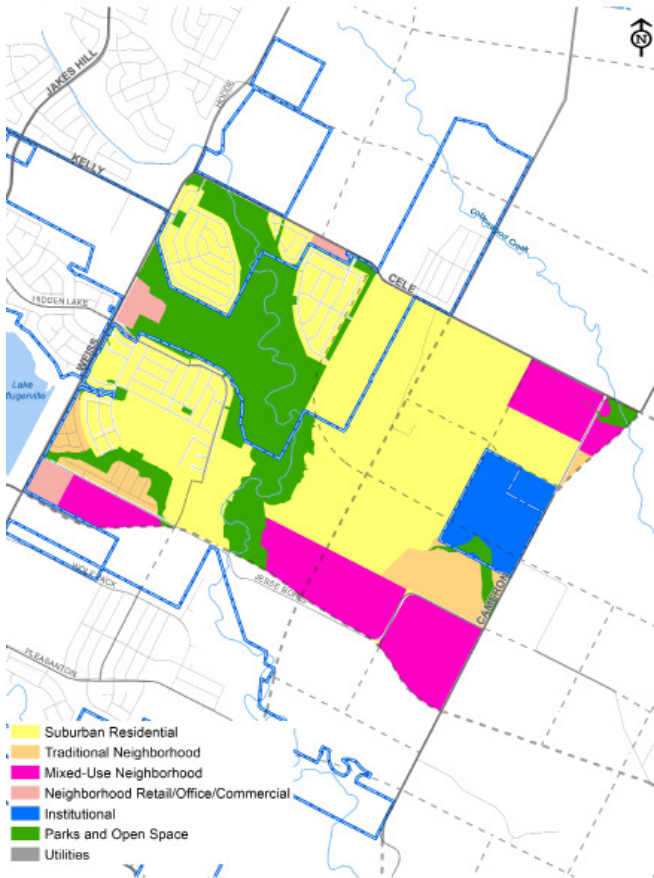 N
JAKES HILL
HODDE
KELLY
Cottonwood Creek
CELE
HIDDEN LAKE
WEISS
Lake
flugerville
WOLF PACK
JESSE BOHLS
CAMERON
PLEASANTON
Suburban Residential
Traditional Neighborhood
Mixed-Use Neighborhood
Neighborhood Retail/Office/Commercial
Institutional
Parks and Open Space
Utilities